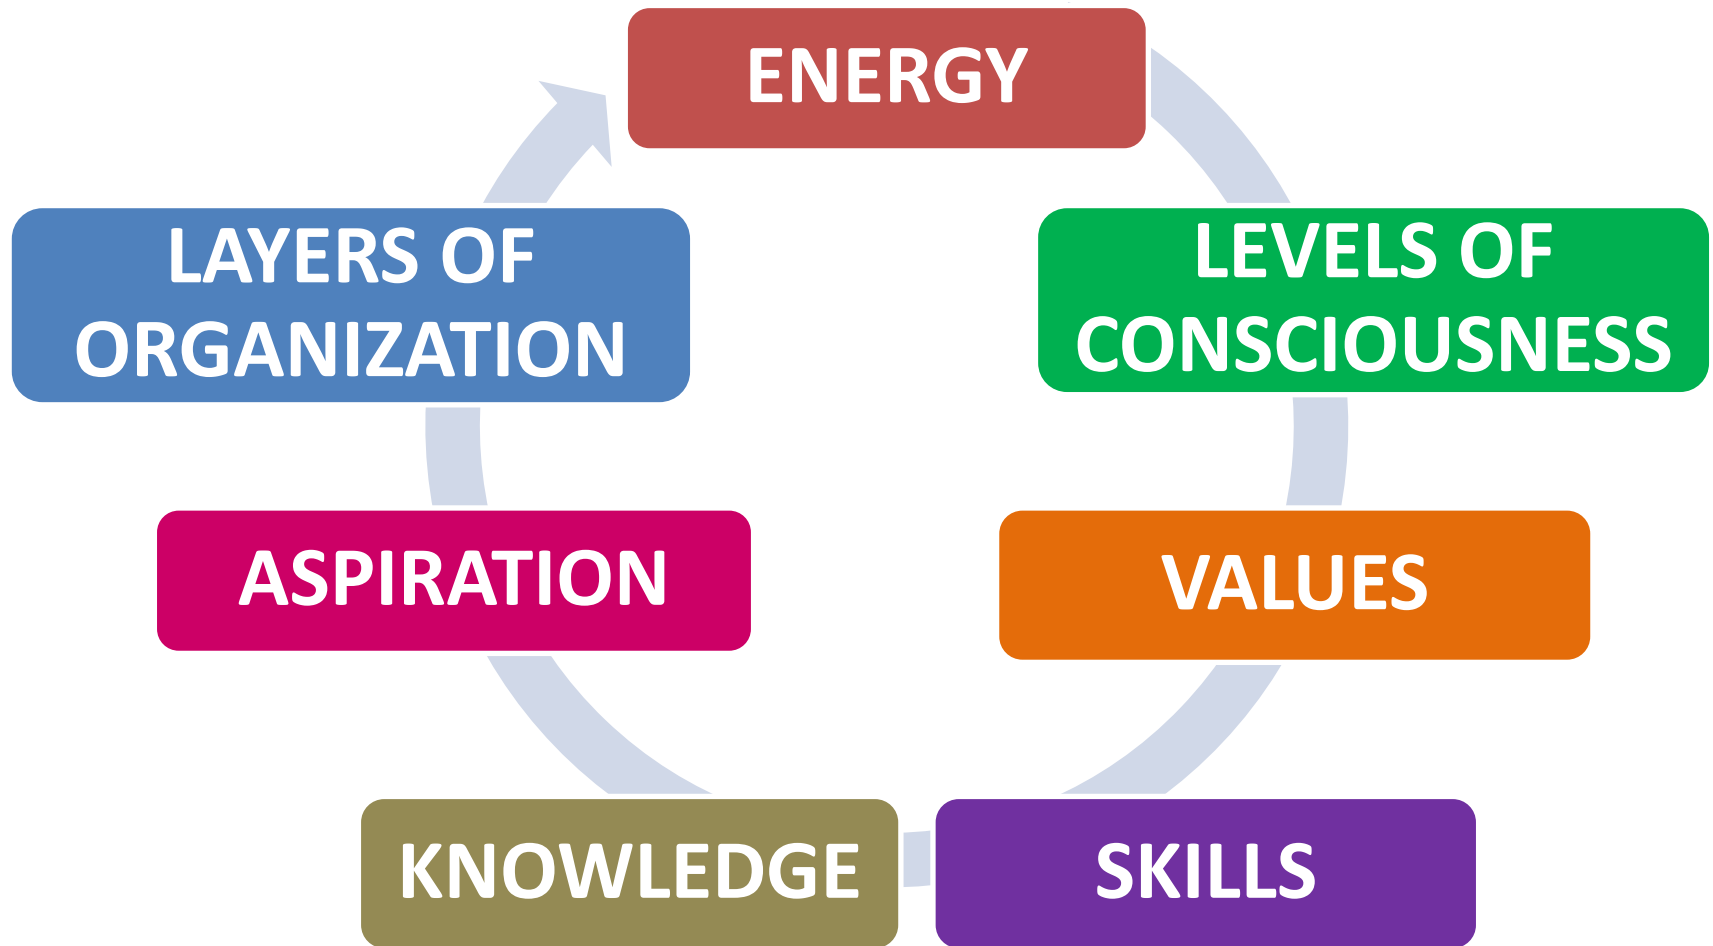 ENERGY
LEVELS OF
CONSCIOUSNESS
VALUES
SKILLS
KNOWLEDGE
ASPIRATION
LAYERS OF
ORGANIZATION